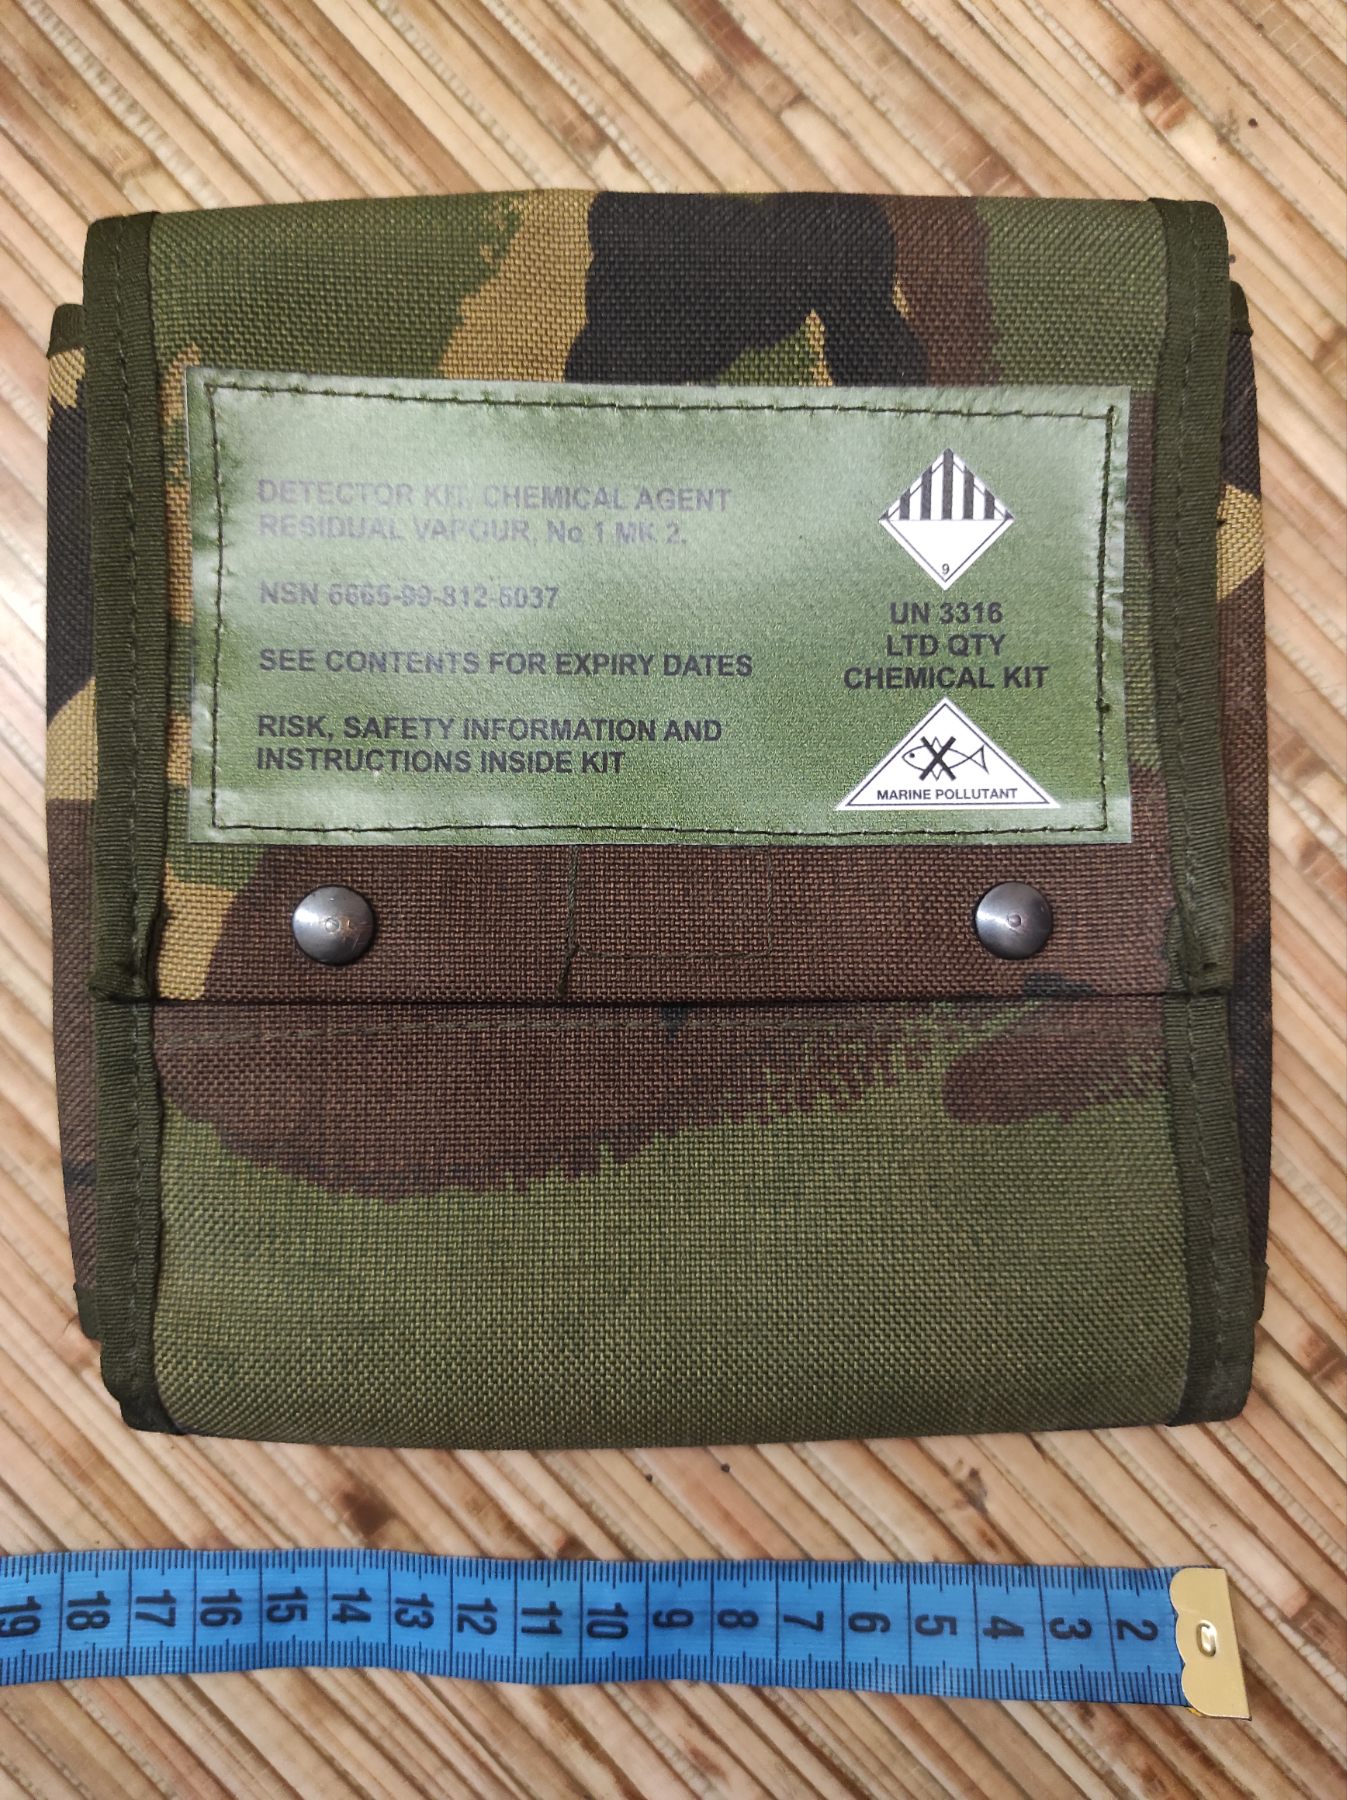 DETECTOR KIT, CHEMICAL AGENT
RESIDUAL VAPOUR, No 1 MK 2.
NSN 6665-99-812-6037
SEE CONTENTS FOR EXPIRY DATES
RISK, SAFETY INFORMATION AND
INSTRUCTIONS INSIDE KIT
9
UN 3316
LTD QTY
CHEMICAL KIT
MARINE POLLUTANT
19 18 17 16 15 14 13 12 11 10 9 8 7 6 5 4 3 2